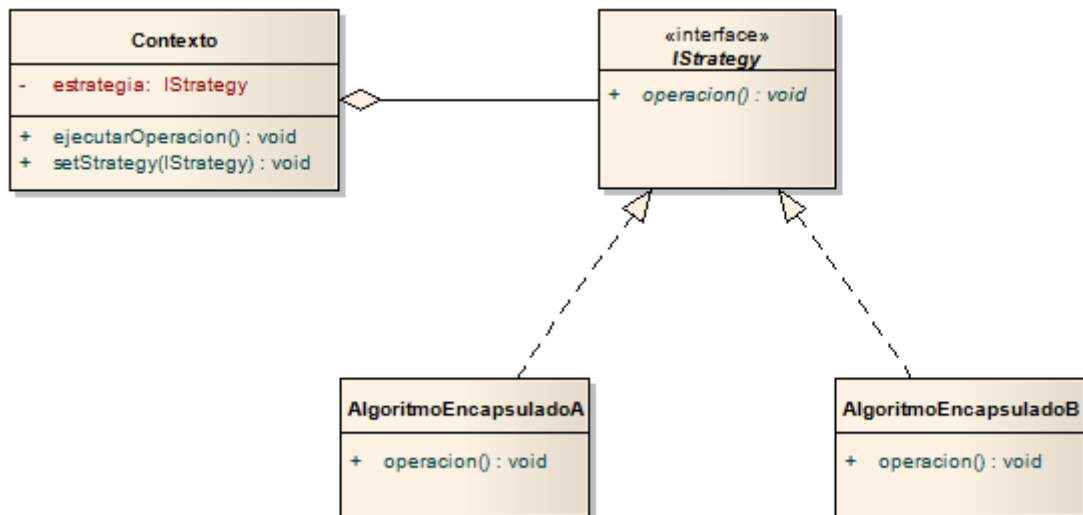 Contexto
- estrategia: IStrategy
+ ejecutarOperacion() : void
+ setStrategy(IStrategy) : void
«interface»
IStrategy
+ operacion() : void
AlgoritmoEncapsuladoA
+ operacion() : void
AlgoritmoEncapsuladoB
+ operacion() : void